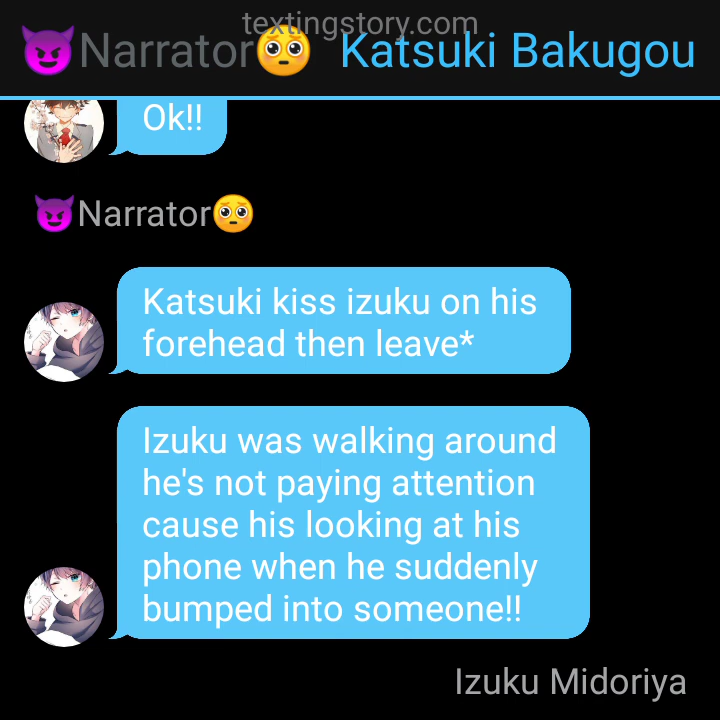 textingstory.com
😈Narrator🥺 Katsuki Bakugou
Ok!!
😈Narrator🥺
Katsuki kiss izuku on his
forehead then leave*
Izuku was walking around
he's not paying attention
cause his looking at his
phone when he suddenly
bumped into someone!!
Izuku Midoriya